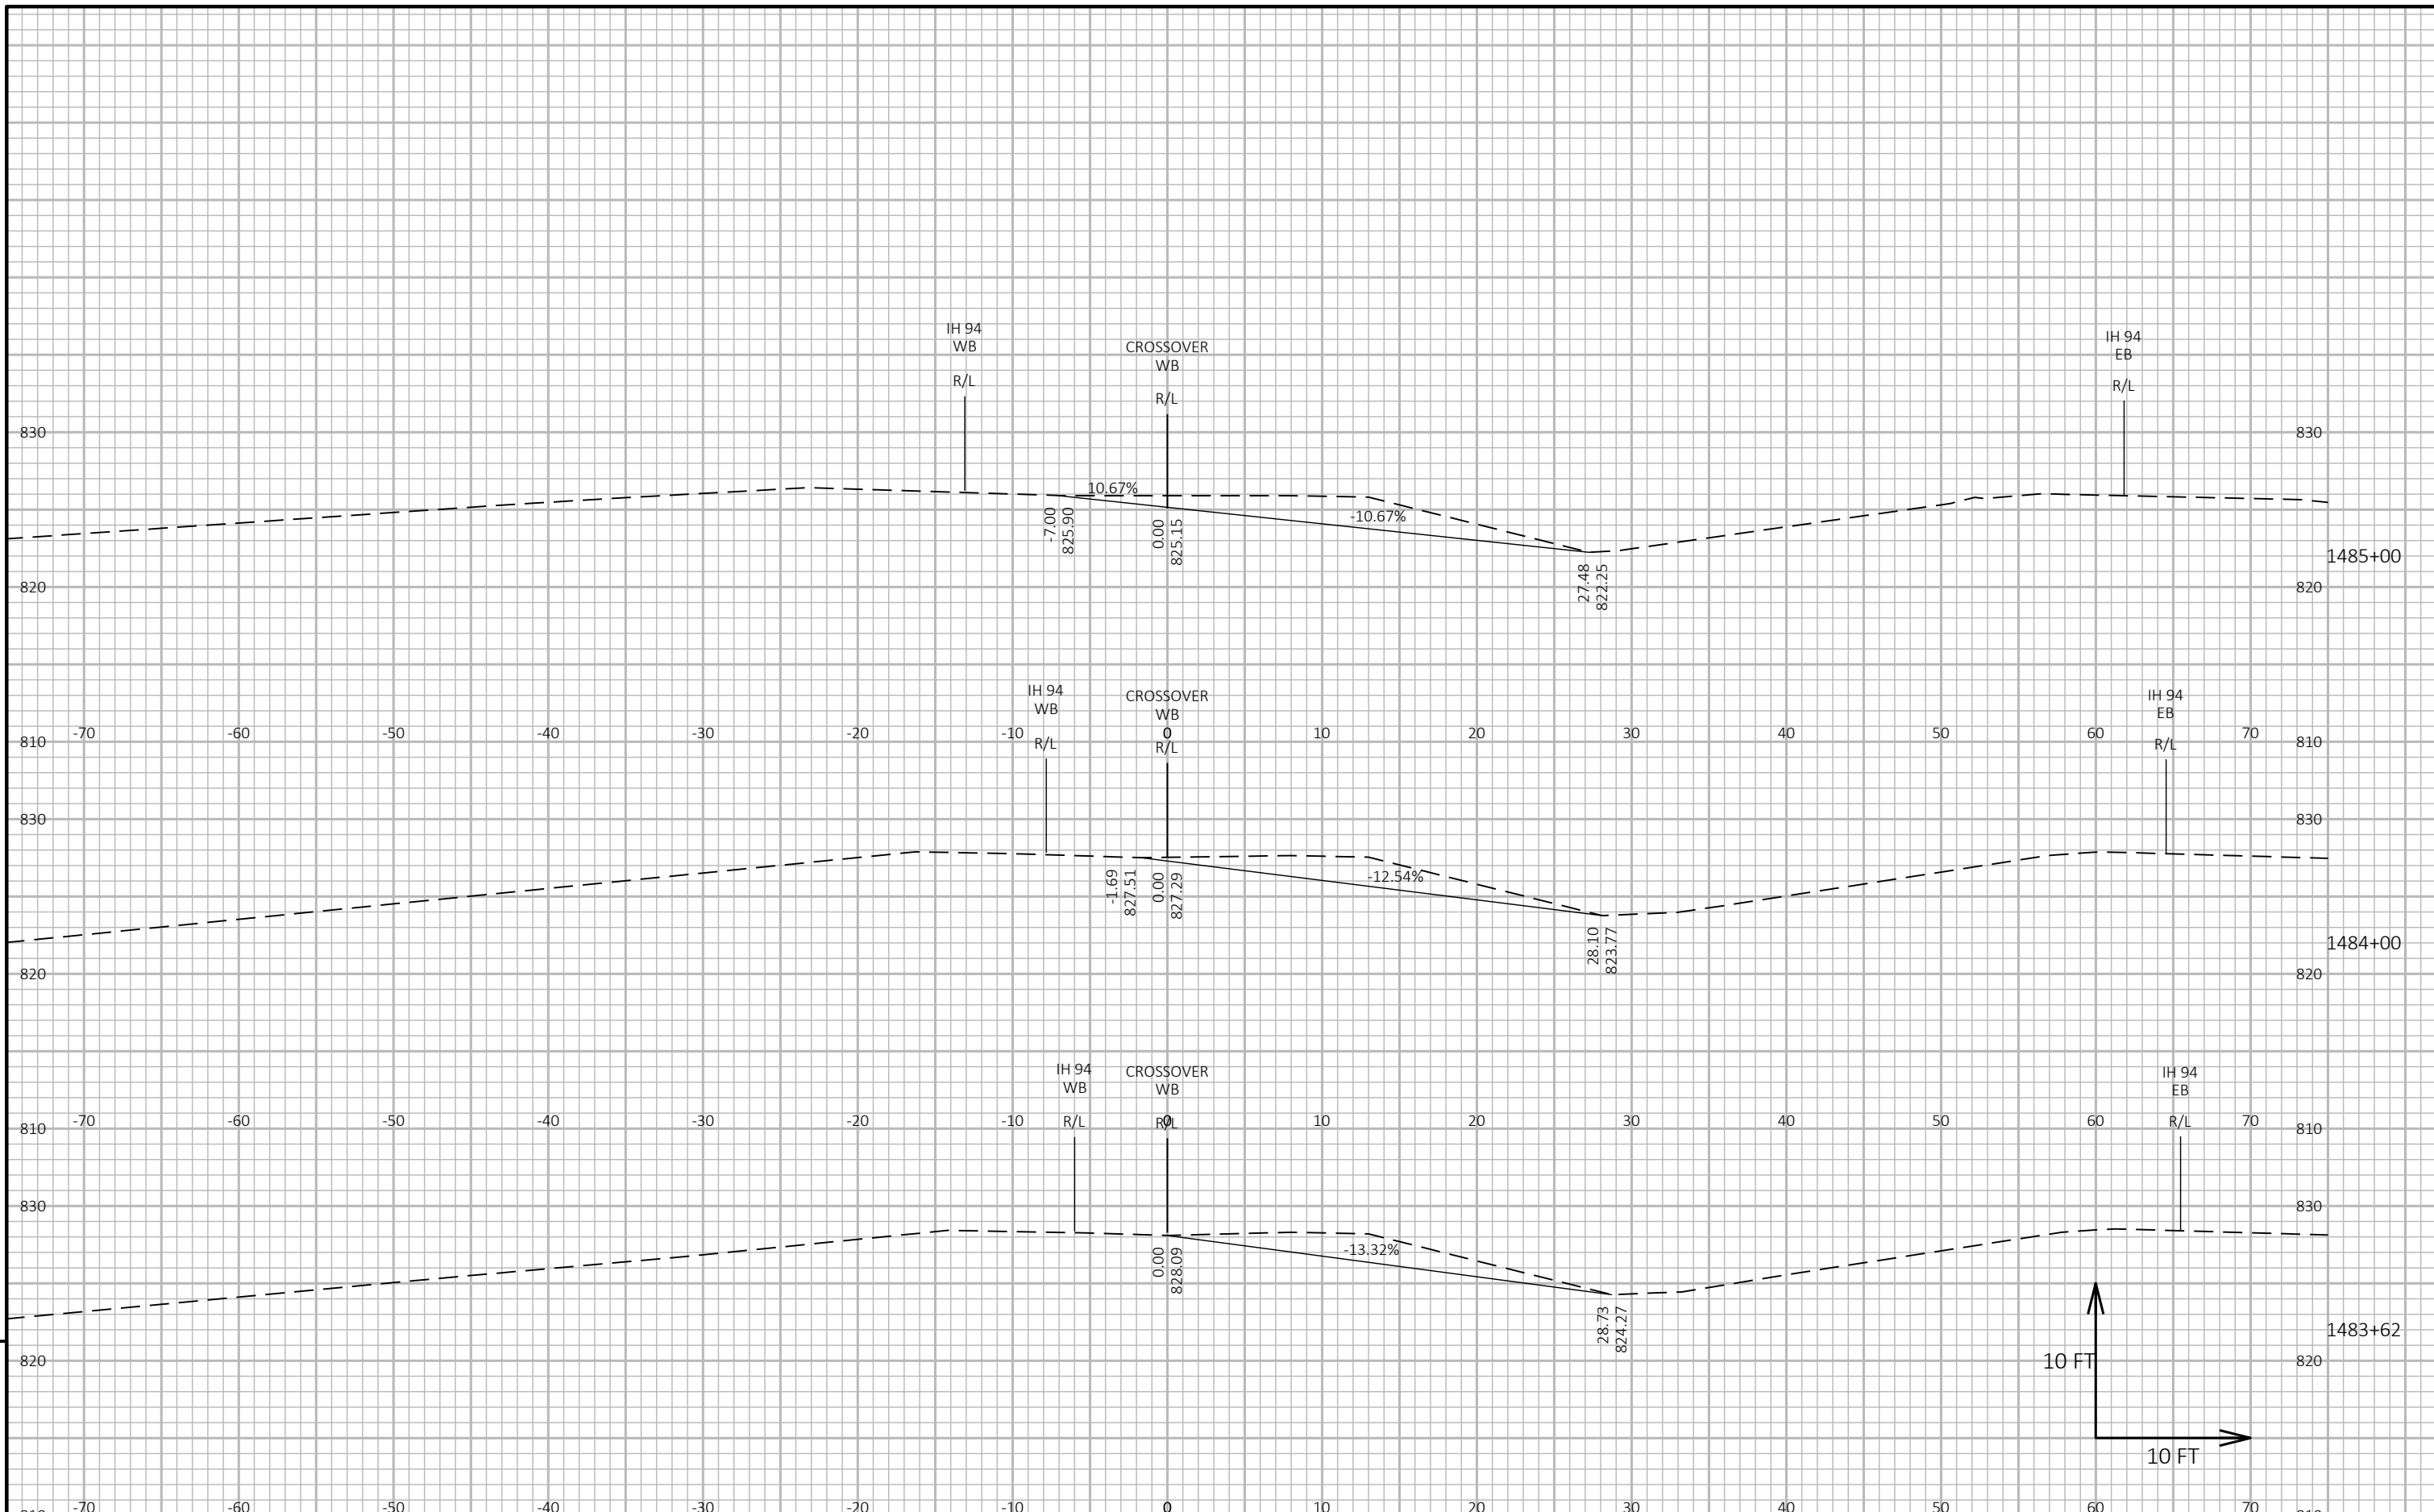 IH 94
WB
R/L
CROSSOVER
WB
R/L
IH 94
EB
R/L
830
830
10.67%
-10.67%
-7.00
825.90
0.00
825.15
27.48
822.25
1485+00
820
820
IH 94
WB
R/L
CROSSOVER
WB
R/L
IH 94
EB
R/L
810 -70 -60 -50 -40 -30 -20 -10 0 10 20 30 40 50 60 70 810
830
830
-12.54%
-1.69
827.51
0.00
827.29
28.10
823.77
1484+00
820
820
IH 94
WB
R/L
CROSSOVER
WB
R/L
IH 94
EB
R/L
810 -70 -60 -50 -40 -30 -20 -10 0 10 20 30 40 50 60 70 810
830
830
-13.32%
0.00
828.09
28.73
824.27
1483+62
820
820
10 FT
10 FT
-70 -60 -50 -40 -30 -20 -10 0 10 20 30 40 50 60 70